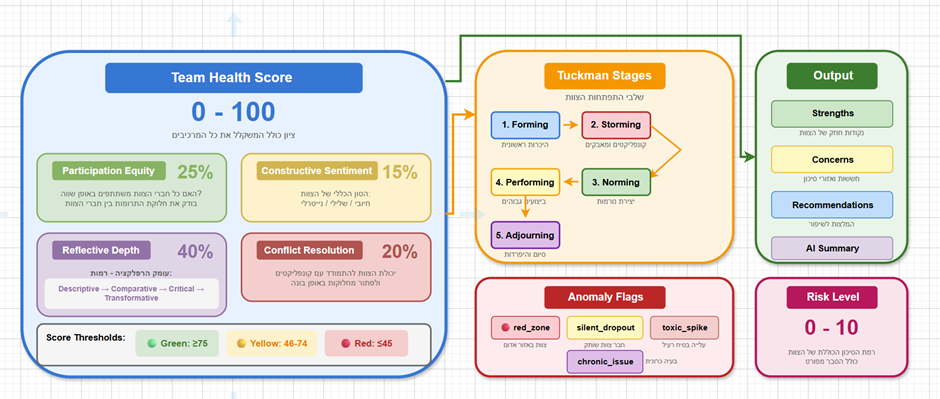 Team Health Score
0 - 100
ציון כולל המשקלל את כל המרכיבים
Participation Equity 25%
האם כל חברי הצוות משתתפים באופן שווה?
בודק את חלוקת התרומות בין חברי הצוות
Constructive Sentiment 15%
הטון הכללי של הצוות:
חיובי / שלילי / נייטרלי
Reflective Depth 40%
עומק הרפלקציה - רמות:
Descriptive → Comparative → Critical →
Transformative
Conflict Resolution 20%
יכולת הצוות להתמודד עם קונפליקטים
ולפתור מחלוקות באופן בונה
Score Thresholds:
Green: ≥75
Yellow: 46-74
Red: ≤45
Tuckman Stages
שלבי התפתחות הצוות
1. Forming
היכרות ראשונית
2. Storming
קונפליקטים ומאבקים
3. Norming
יצירת נורמות
4. Performing
ביצועים גבוהים
5. Adjourning
סיום והיפרדות
Anomaly Flags
red_zone
צוות באזור אדום
silent_dropout
חבר צוות שותק
toxic_spike
עלייה בסיח רעיל
chronic_issue
בעיה כרונית
Output
Strengths
נקודות חוזק של הצוות
Concerns
חששות ואזורי סיכון
Recommendations
המלצות לשיפור
AI Summary
Risk Level
0 - 10
רמת הסיכון הכוללת של הצוות
כולל הסבר מפורט